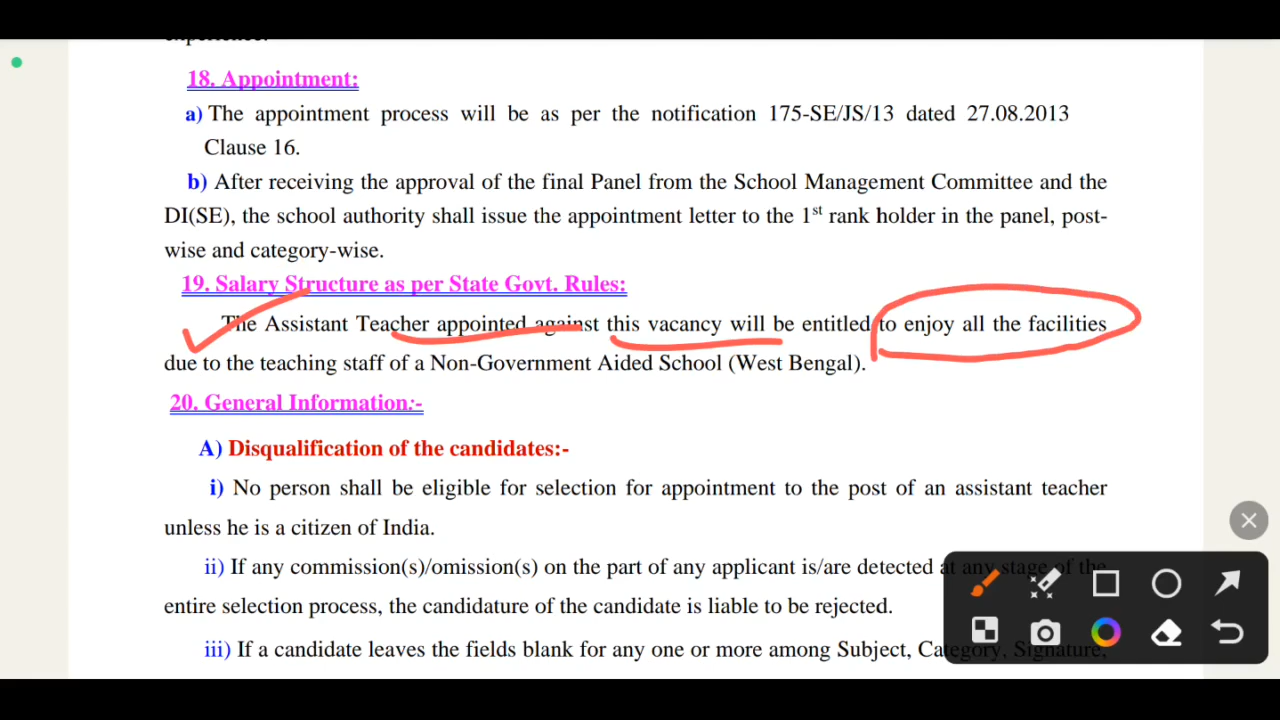 experience.
18. Appointment:
a) The appointment process will be as per the notification 175-SE/JS/13 dated 27.08.2013
Clause 16.
b) After receiving the approval of the final Panel from the School Management Committee and the
DI(SE), the school authority shall issue the appointment letter to the 1st rank holder in the panel, post-
wise and category-wise.
19. Salary Structure as per State Govt. Rules:
The Assistant Teacher appointed against this vacancy will be entitled to enjoy all the facilities
due to the teaching staff of a Non-Government Aided School (West Bengal).
20. General Information:-
A) Disqualification of the candidates:-
i) No person shall be eligible for selection for appointment to the post of an assistant teacher
unless he is a citizen of India.
ii) If any commission(s)/omission(s) on the part of any applicant is/are detected at any stage of the
entire selection process, the candidature of the candidate is liable to be rejected.
iii) If a candidate leaves the fields blank for any one or more among Subject, Category, Signature,